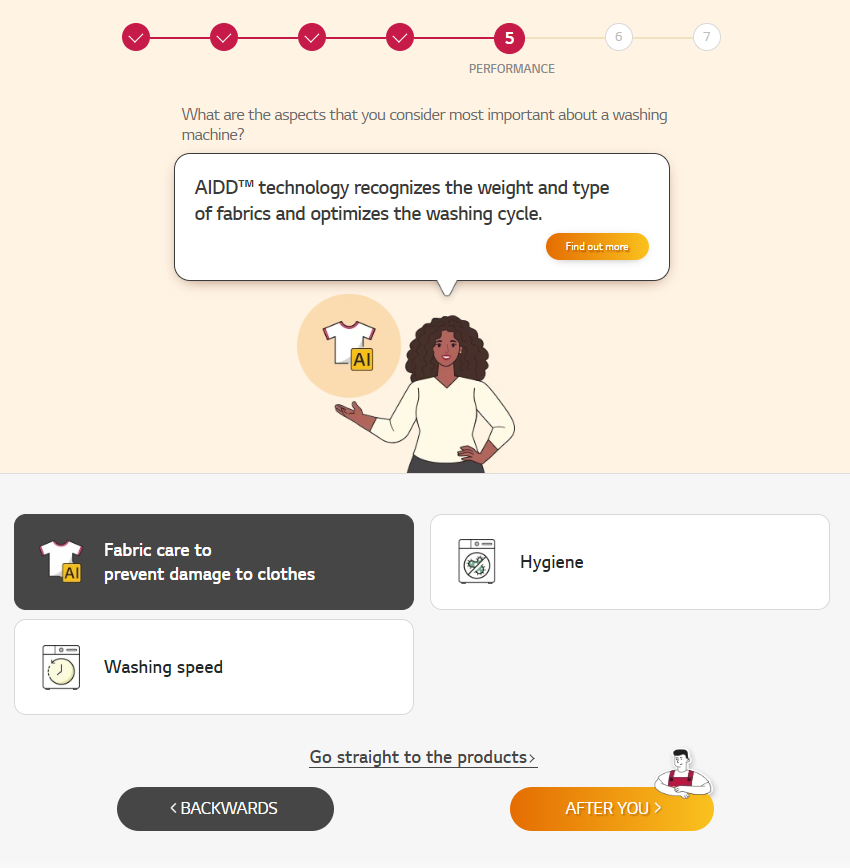 5
6
7
PERFORMANCE
What are the aspects that you consider most important about a washing
machine?
AIDD™ technology recognizes the weight and type
of fabrics and optimizes the washing cycle.
Find out more
AI
Fabric care to
prevent damage to clothes
AI
Hygiene
Washing speed
Go straight to the products›
‹ BACKWARDS
AFTER YOU ›